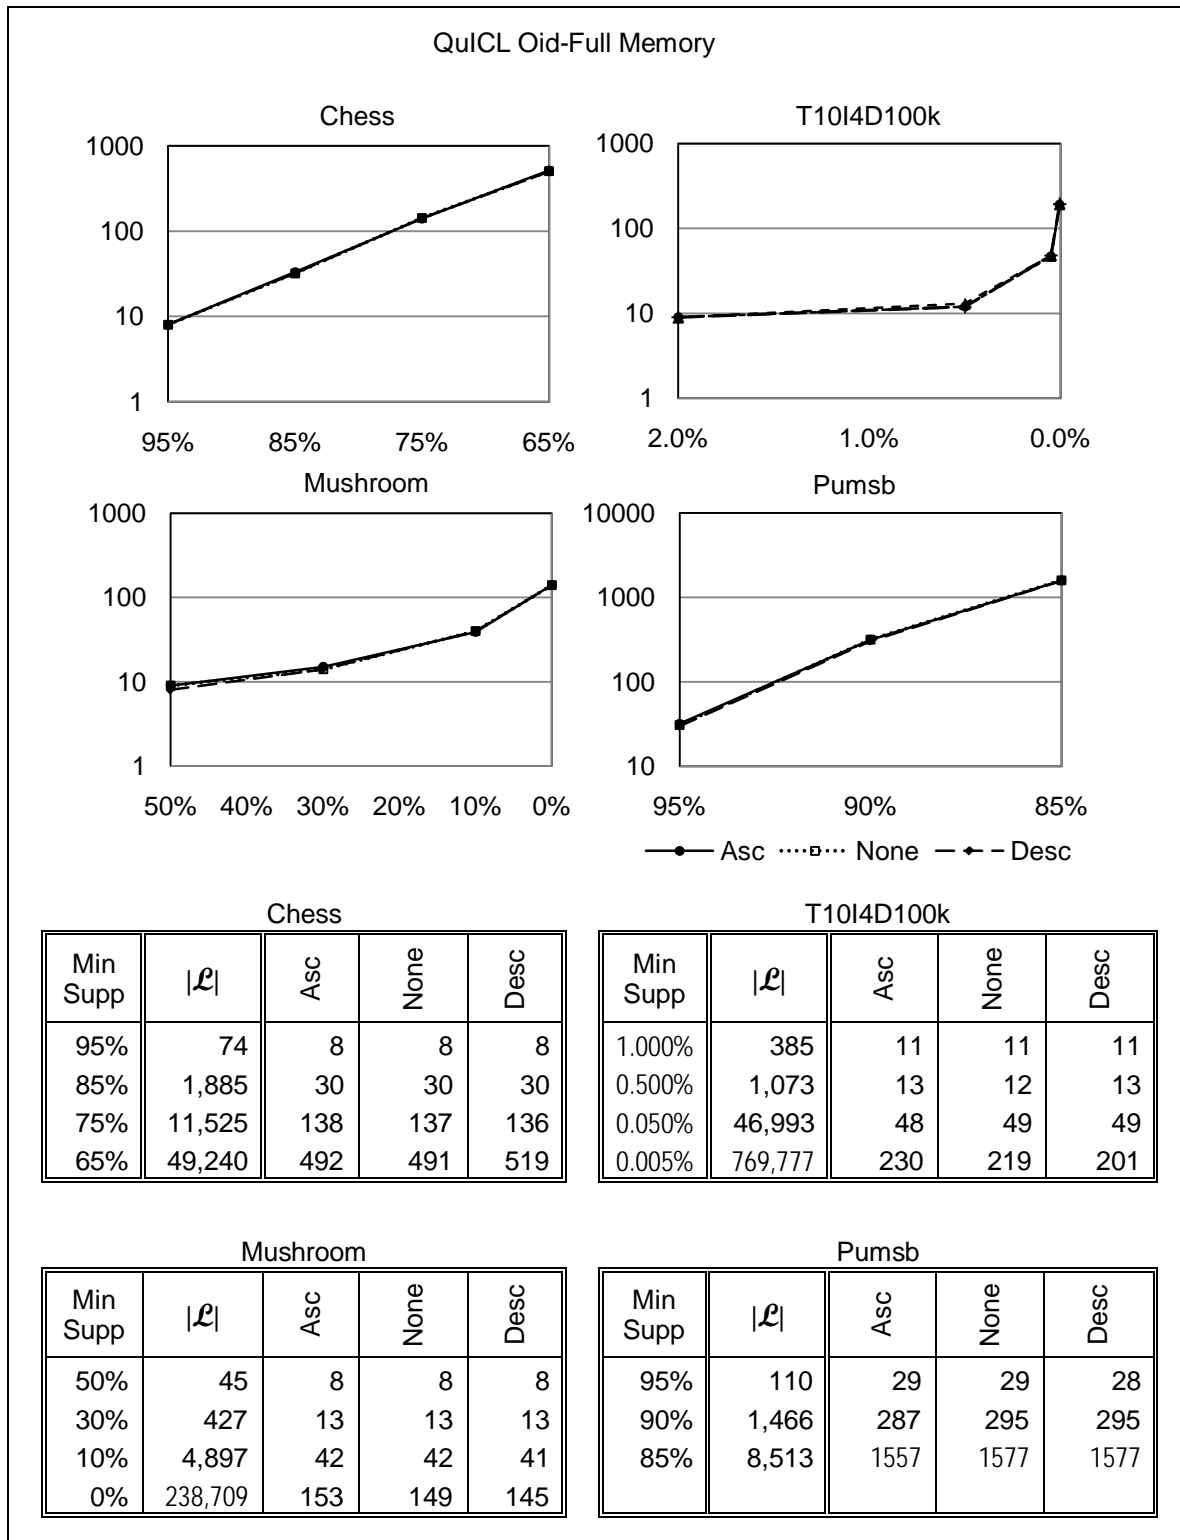 QuICL Oid-Full Memory
Chess
1000
100
10
1
95% 85% 75% 65%
T10I4D100k
1000
100
10
1
2.0% 1.0% 0.0%
Mushroom
1000
100
10
1
50% 40% 30% 20% 10% 0%
Pumsb
10000
1000
100
10
95% 90% 85%
Asc None Desc
Chess
Min Supp |ℒ| Asc None Desc
95% 74 8 8 8
85% 1,885 30 30 30
75% 11,525 138 137 136
65% 49,240 492 491 519
T10I4D100k
Min Supp |ℒ| Asc None Desc
1.000% 385 11 11 11
0.500% 1,073 13 12 13
0.050% 46,993 48 49 49
0.005% 769,777 230 219 201
Mushroom
Min Supp |ℒ| Asc None Desc
50% 45 8 8 8
30% 427 13 13 13
10% 4,897 42 42 41
0% 238,709 153 149 145
Pumsb
Min Supp |ℒ| Asc None Desc
95% 110 29 29 28
90% 1,466 287 295 295
85% 8,513 1557 1577 1577